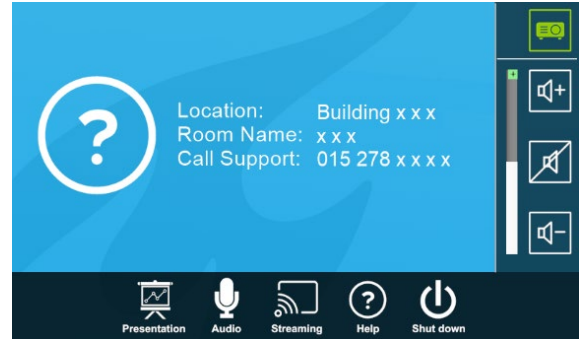 ?
Location: Building x x x
Room Name: x x x
Call Support: 015 278 x x x x
+
+
-
?
Presentation Audio Streaming Help Shut down